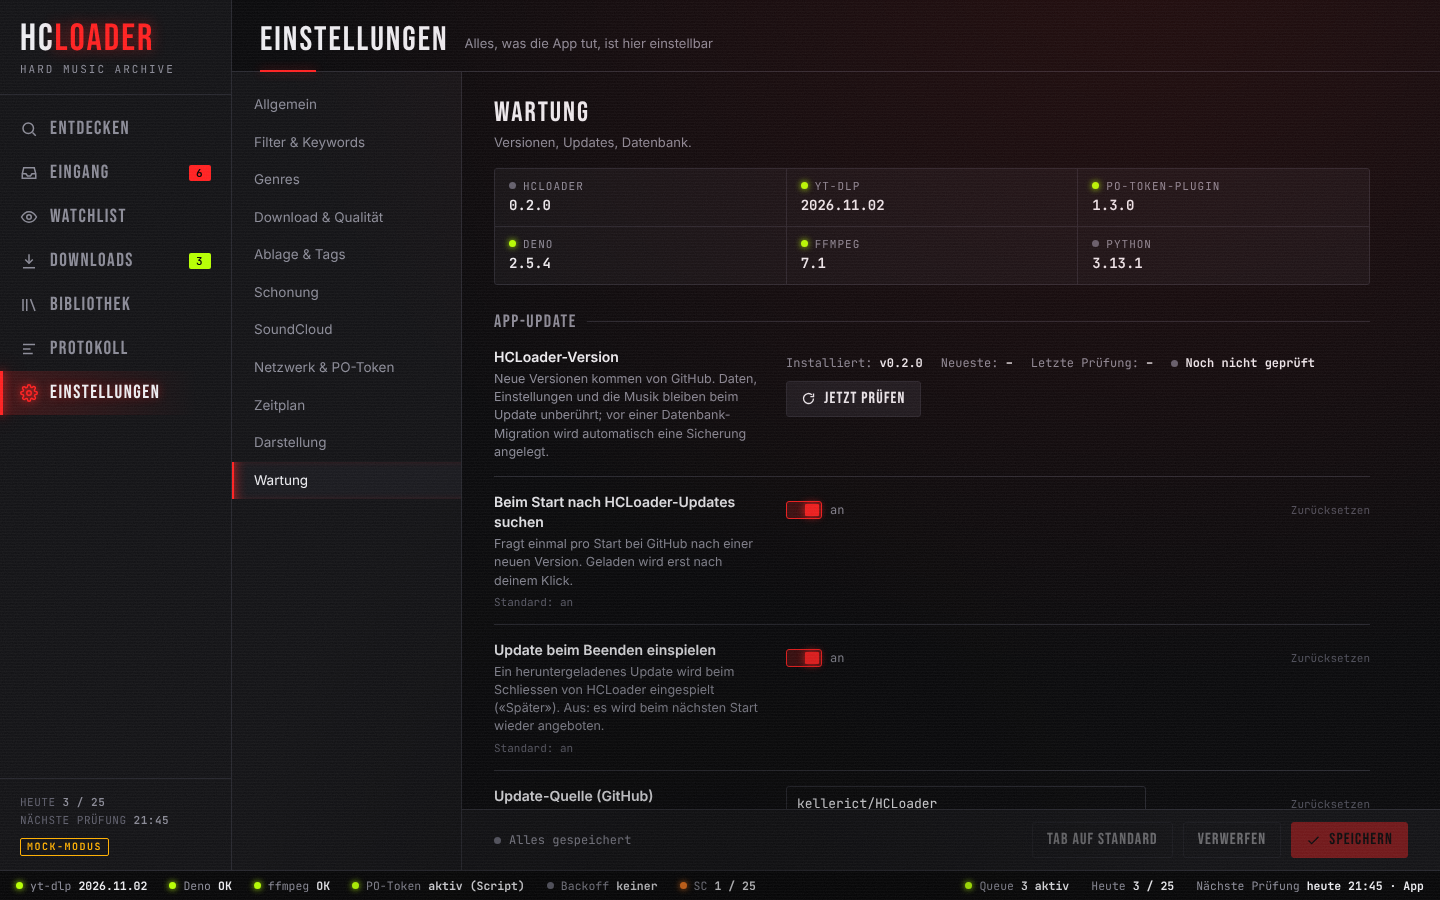 HCLOADER
HARD MUSIC ARCHIVE
ENTDECKEN
EINGANG 6
WATCHLIST
DOWNLOADS 3
BIBLIOTHEK
PROTOKOLL
EINSTELLUNGEN
HEUTE 3 / 25
NÄCHSTE PRÜFUNG 21:45
MOCK-MODUS
EINSTELLUNGEN Alles, was die App tut, ist hier einstellbar
Allgemein
Filter & Keywords
Genres
Download & Qualität
Ablage & Tags
Schonung
SoundCloud
Netzwerk & PO-Token
Zeitplan
Darstellung
Wartung
WARTUNG
Versionen, Updates, Datenbank.
HCLOADER
0.2.0
YT-DLP
2026.11.02
PO-TOKEN-PLUGIN
1.3.0
DENO
2.5.4
FFMPEG
7.1
PYTHON
3.13.1
APP-UPDATE
HCLoader-Version
Neue Versionen kommen von GitHub. Daten,
Einstellungen und die Musik bleiben beim
Update unberührt; vor einer Datenbank-
Migration wird automatisch eine Sicherung
angelegt.
Installiert: v0.2.0 Neueste: – Letzte Prüfung: – Noch nicht geprüft
JETZT PRÜFEN
Beim Start nach HCLoader-Updates
suchen
Fragt einmal pro Start bei GitHub nach einer
neuen Version. Geladen wird erst nach
deinem Klick.
Standard: an
an
Zurücksetzen
Update beim Beenden einspielen
Ein heruntergeladenes Update wird beim
Schliessen von HCLoader eingespielt
(«Später»). Aus: es wird beim nächsten Start
wieder angeboten.
Standard: an
an
Zurücksetzen
Update-Quelle (GitHub)
kellerict/HCLoader
Zurücksetzen
Alles gespeichert
TAB AUF STANDARD
VERWERFEN
SPEICHERN
yt-dlp 2026.11.02 Deno OK ffmpeg OK PO-Token aktiv (Script) Backoff keiner SC 1 / 25 Queue 3 aktiv Heute 3 / 25 Nächste Prüfung heute 21:45 · App